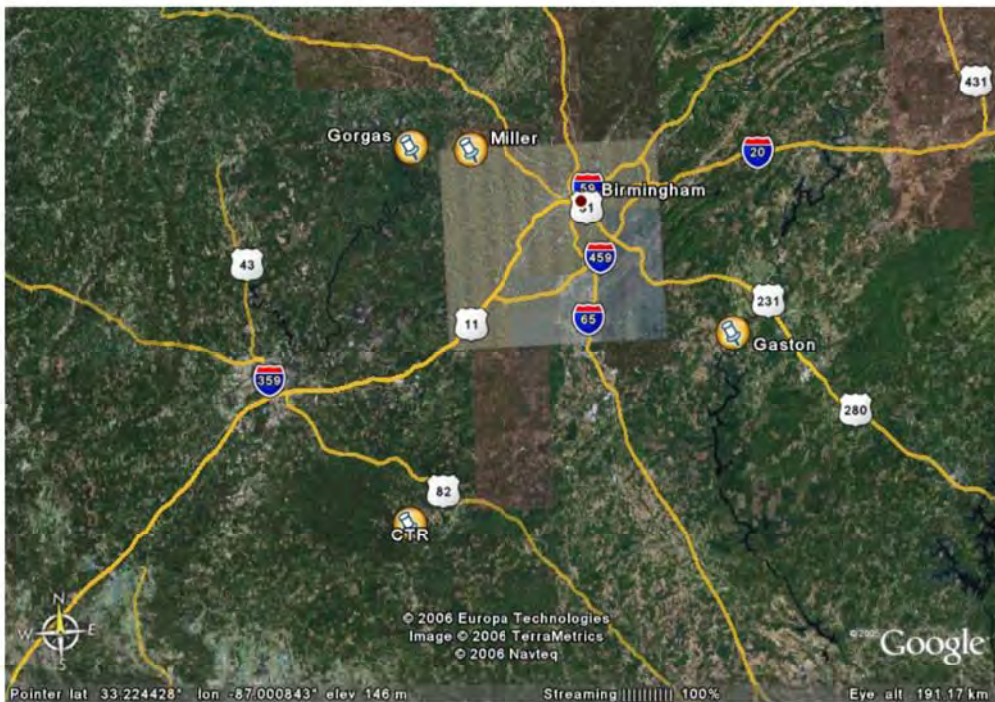 431
Gorgas
Miller
20
59
Birmingham
31
43
459
231
11
65
Gaston
359
280
82
CTR
N
W E
S
© 2006 Europa Technologies
Image © 2006 TerraMetrics
© 2006 Navteq
©2005 Google
Pointer lat 33.224428° lon -87.000843° elev 146 m Streaming |||||||||| 100% Eye alt 191.17 km